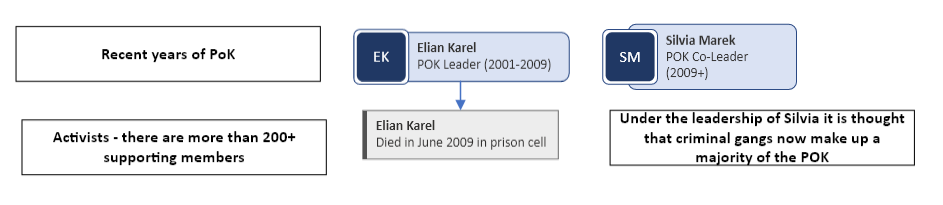 Recent years of PoK
EK
Elian Karel
POK Leader (2001-2009)
SM
Silvia Marek
POK Co-Leader
(2009+)
Activists - there are more than 200+
supporting members
Elian Karel
Died in June 2009 in prison cell
Under the leadership of Silvia it is thought
that criminal gangs now make up a
majority of the POK